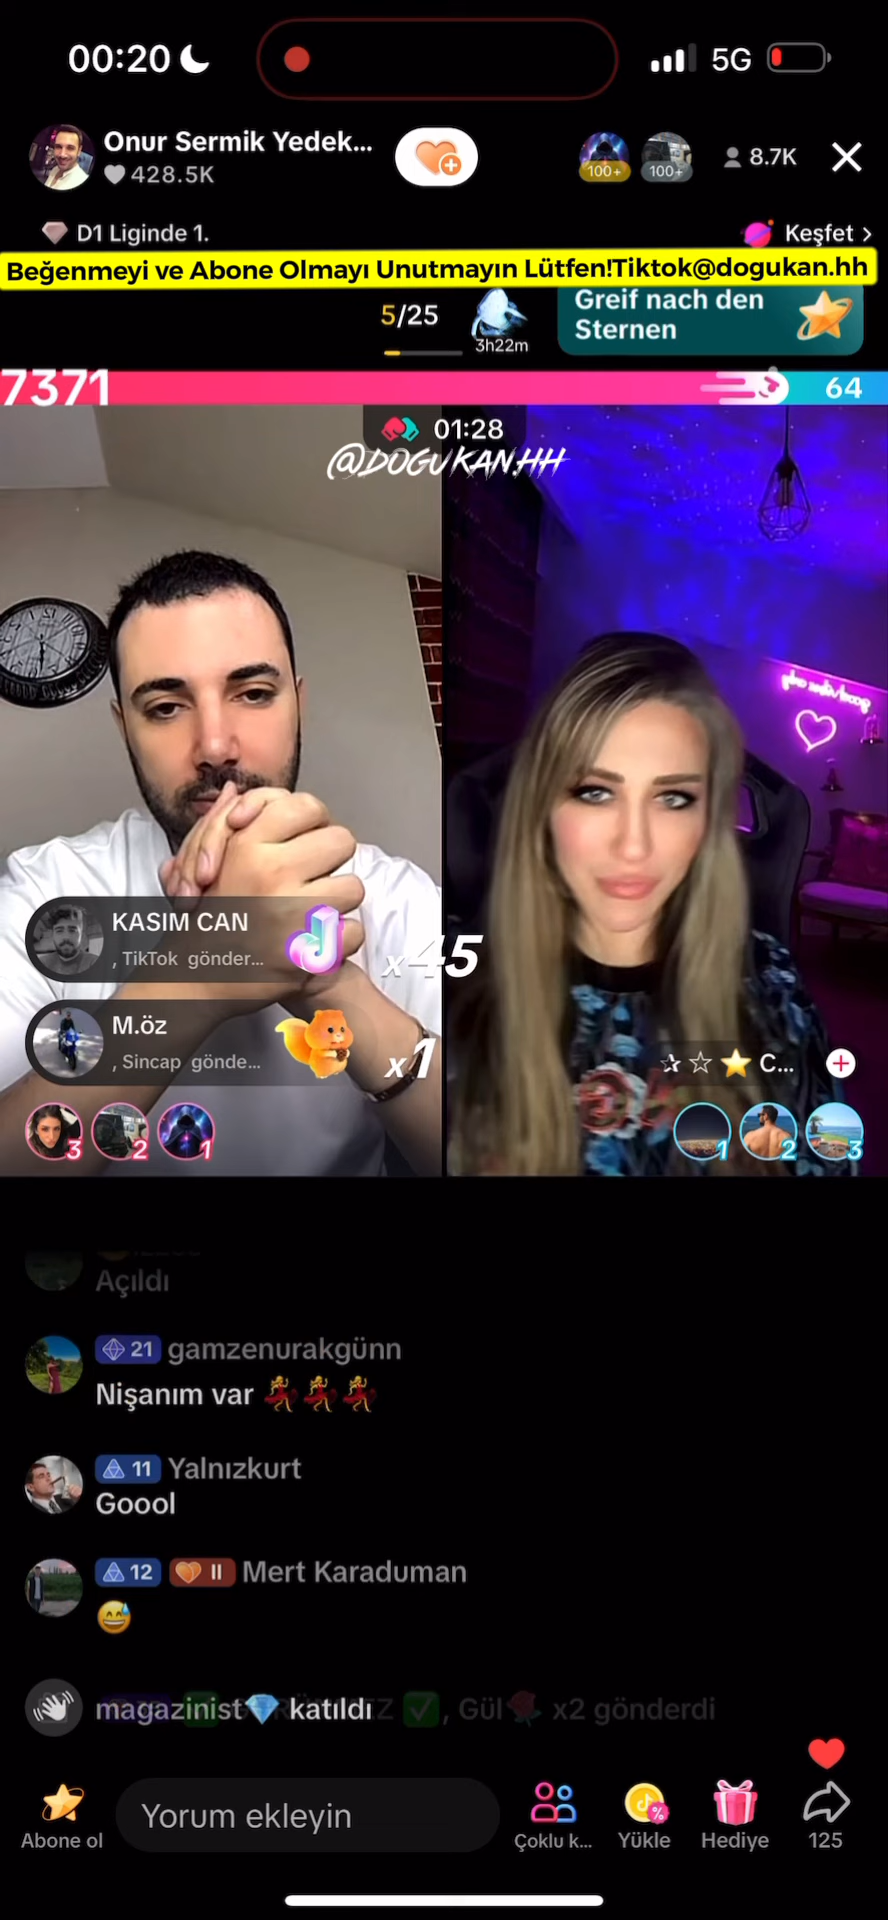 00:20
5G
Onur Sermik Yedek...
428.5K
100+
100+
8.7K
D1 Liginde 1.
Keşfet >
Beğenmeyi ve Abone Olmayı Unutmayın Lütfen!Tiktok@dogukan.hh
5/25
3h22m
Greif nach den
Sternen
7371
64
01:28
@DOGUKAN.HH
KASIM CAN
, TikTok gönder...
x45
M.öz
, Sincap gönde...
x1
C...
3
2
1
1
2
3
Açıldı
21 gamzenurakgünn
Nişanım var 💃💃💃
11 Yalnızkurt
Goool
12 II Mert Karaduman
😅
magazinist💎 katıldı
, Gül🌹 x2 gönderdi
Abone ol
Yorum ekleyin
Çoklu k...
Yükle
Hediye
125